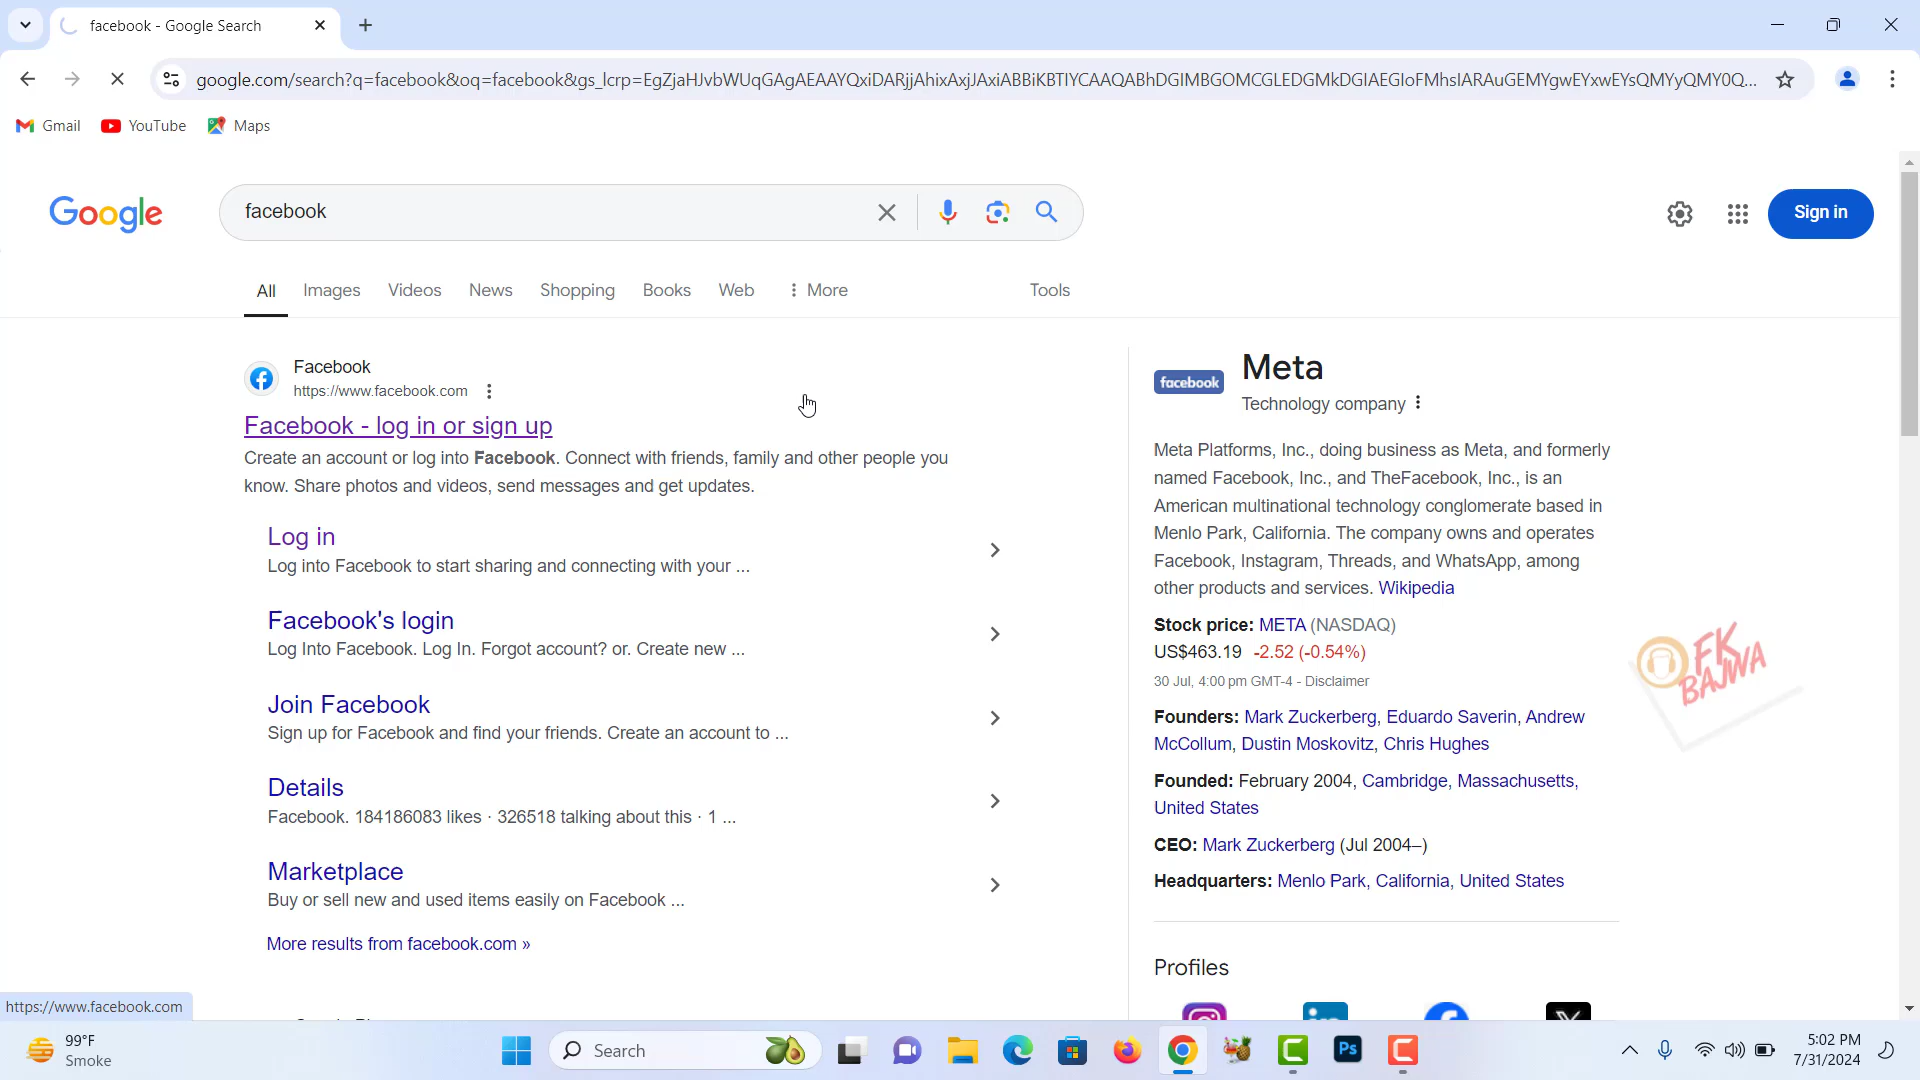 facebook - Google Search
google.com/search?q=facebook&oq=facebook&gs_lcrp=EgZjaHJvbWUqGAgAEAAYQxiDARjjAhixAxjJAxiABBiKBTIYCAAQABhDGIMBGOMCGLEDGMkDGIAEGIoFMhsIARAuGEMYgwEYxwEYsQMYyQMY0Q...
Gmail
YouTube
Maps
Google
facebook
Sign in
All
Images
Videos
News
Shopping
Books
Web
More
Tools
Facebook
https://www.facebook.com
Facebook - log in or sign up
Create an account or log into Facebook. Connect with friends, family and other people you
know. Share photos and videos, send messages and get updates.
Log in
Log into Facebook to start sharing and connecting with your ...
Facebook's login
Log Into Facebook. Log In. Forgot account? or. Create new ...
Join Facebook
Sign up for Facebook and find your friends. Create an account to ...
Details
Facebook. 184186083 likes · 326518 talking about this · 1 ...
Marketplace
Buy or sell new and used items easily on Facebook ...
More results from facebook.com »
facebook
Meta
Technology company
Meta Platforms, Inc., doing business as Meta, and formerly
named Facebook, Inc., and TheFacebook, Inc., is an
American multinational technology conglomerate based in
Menlo Park, California. The company owns and operates
Facebook, Instagram, Threads, and WhatsApp, among
other products and services. Wikipedia
Stock price: META (NASDAQ)
US$463.19 -2.52 (-0.54%)
30 Jul, 4:00 pm GMT-4 - Disclaimer
Founders: Mark Zuckerberg, Eduardo Saverin, Andrew
McCollum, Dustin Moskovitz, Chris Hughes
Founded: February 2004, Cambridge, Massachusetts,
United States
CEO: Mark Zuckerberg (Jul 2004–)
Headquarters: Menlo Park, California, United States
Profiles
FK
BAJWA
https://www.facebook.com
99°F
Smoke
Search
Ps
5:02 PM
7/31/2024